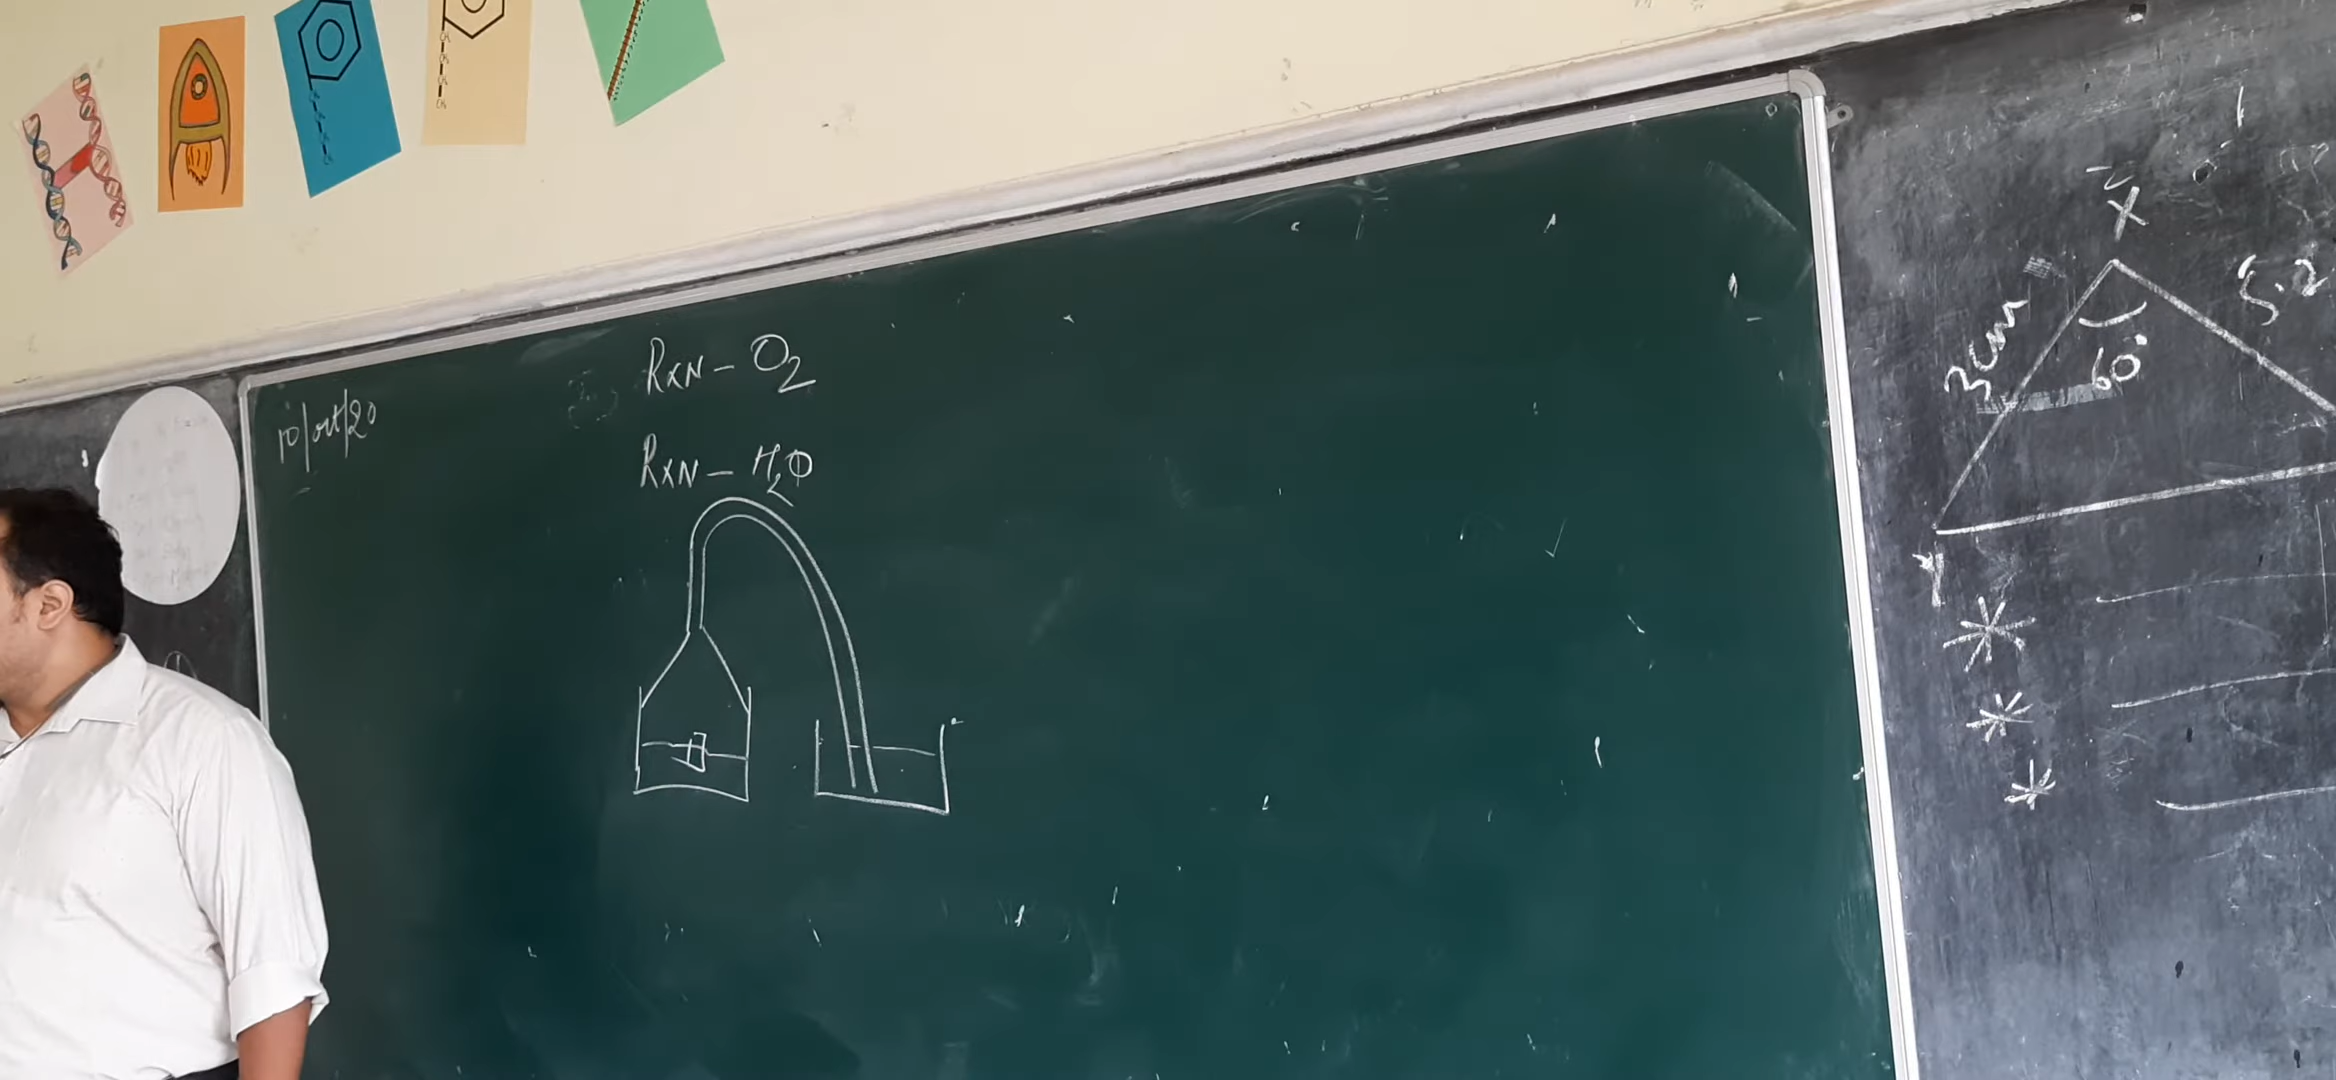 10/oct/20
RXN - O2
RXN - H2O
X
3cm
60°
5.2
Y